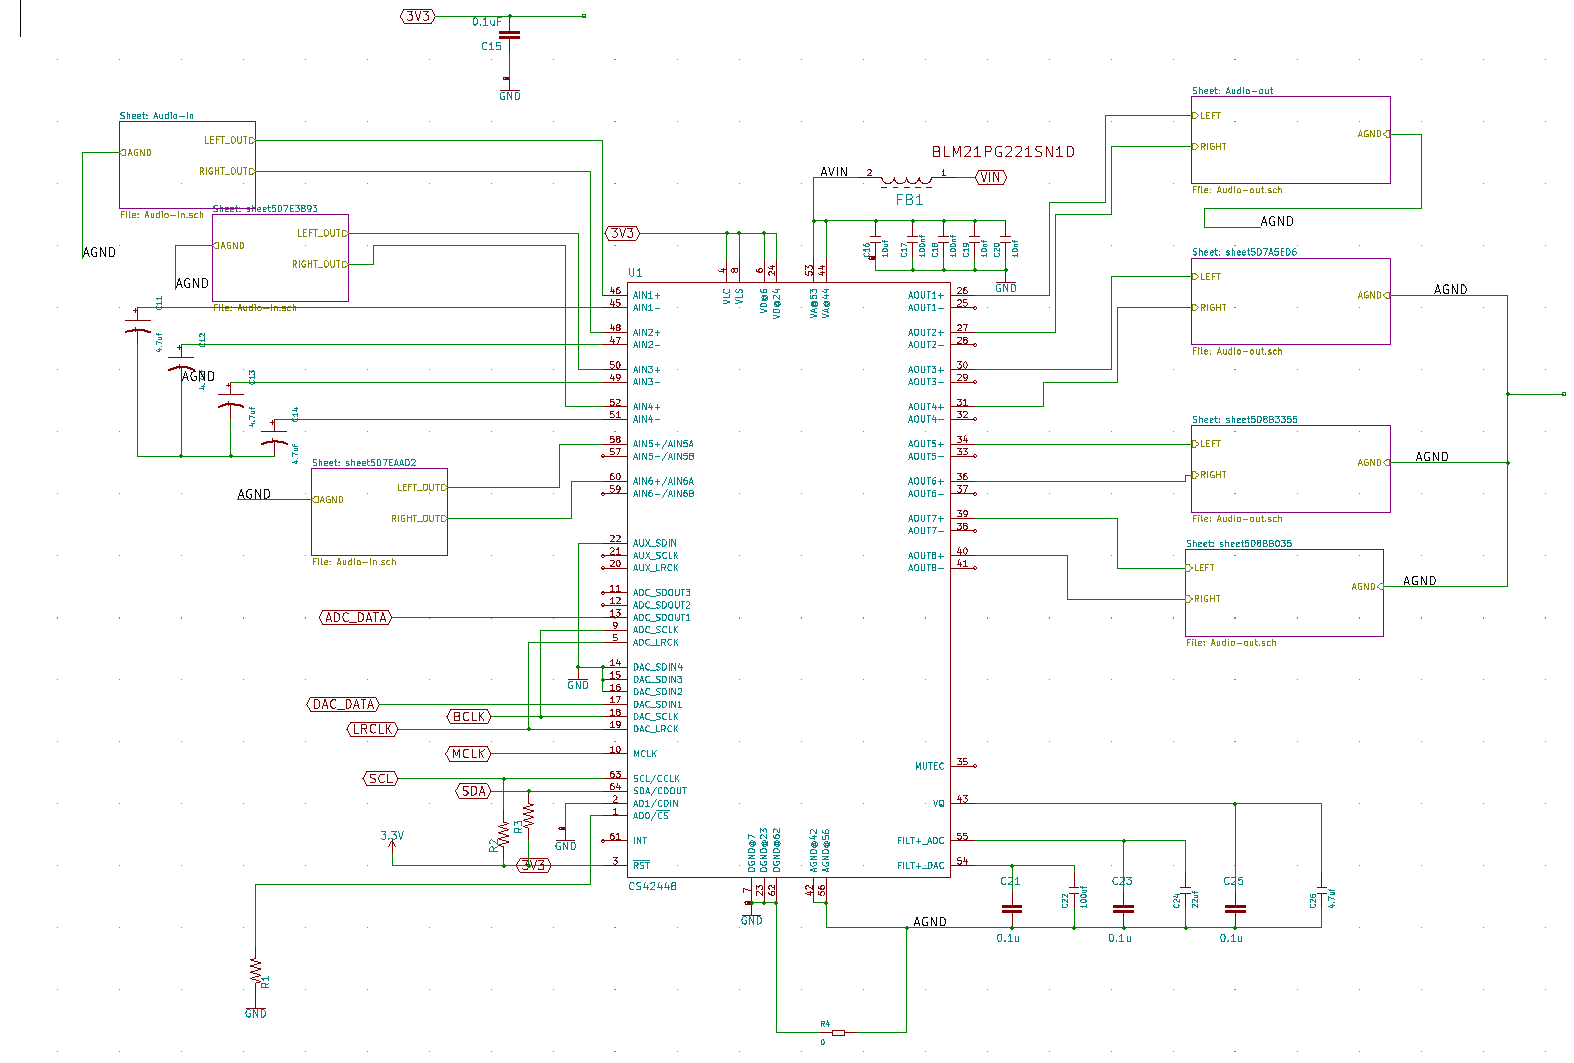 3V3
0.1uF
C15
GND
Sheet: Audio-in
LEFT_OUT
AGND
RIGHT_OUT
File: Audio-in.sch
AGND
Sheet: sheet5D7E3B93
LEFT_OUT
AGND
RIGHT_OUT
File: Audio-in.sch
AGND
C11
4.7uf
C12
AGND
C13
4.7uf
C14
4.7uf
Sheet: sheet5D7EAAD2
LEFT_OUT
AGND
RIGHT_OUT
File: Audio-in.sch
AGND
BLM21PG221SN1D
AVIN
2
1
VIN
FB1
3V3
C16
10uf
C17
100nf
C18
100nf
C19
10nf
C20
10nf
GND
Sheet: Audio-out
LEFT
AGND
RIGHT
File: Audio-out.sch
AGND
Sheet: sheet5D7A5ED6
LEFT
AGND
RIGHT
File: Audio-out.sch
AGND
Sheet: sheet5D8B3355
LEFT
AGND
RIGHT
File: Audio-out.sch
AGND
Sheet: sheet5D8BB035
LEFT
AGND
RIGHT
File: Audio-out.sch
AGND
U1
4 VLC
8 VLS
6 VD@6
24 VD@24
53 VA@53
44 VA@44
46 AIN1+
45 AIN1-
48 AIN2+
47 AIN2-
50 AIN3+
49 AIN3-
52 AIN4+
51 AIN4-
58 AIN5+/AIN5A
57 AIN5-/AIN5B
60 AIN6+/AIN6A
59 AIN6-/AIN6B
22 AUX_SDIN
21 AUX_SCLK
20 AUX_LRCK
11 ADC_SDOUT3
12 ADC_SDOUT2
13 ADC_SDOUT1
9 ADC_SCLK
5 ADC_LRCK
14 DAC_SDIN4
15 DAC_SDIN3
16 DAC_SDIN2
17 DAC_SDIN1
18 DAC_SCLK
19 DAC_LRCK
10 MCLK
63 SCL/CCLK
64 SDA/CDOUT
2 AD1/CDIN
1 AD0/CS
61 INT
3 RST
AOUT1+ 26
AOUT1- 25
AOUT2+ 27
AOUT2- 28
AOUT3+ 30
AOUT3- 29
AOUT4+ 31
AOUT4- 32
AOUT5+ 34
AOUT5- 33
AOUT6+ 36
AOUT6- 37
AOUT7+ 39
AOUT7- 38
AOUT8+ 40
AOUT8- 41
MUTEC 35
VQ 43
FILT+_ADC 55
FILT+_DAC 54
DGND@7 7
DGND@23 23
DGND@62 62
AGND@42 42
AGND@56 56
CS42448
ADC_DATA
GND
DAC_DATA
BCLK
LRCLK
MCLK
SCL
SDA
3.3V
R2
R3
3V3
GND
R1
GND
GND
AGND
R4
0
C21
0.1u
C22
100uf
C23
0.1u
C24
22uf
C25
0.1u
C26
4.7uf